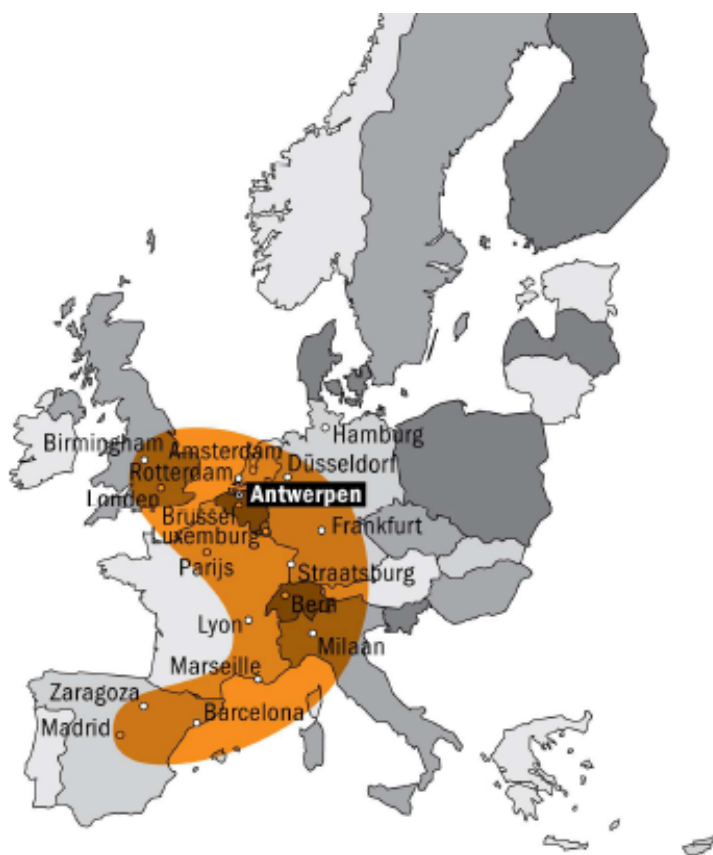 Hamburg
Birmingham
Amsterdam
Rotterdam
Düsseldorf
Londen
Antwerpen
Brussel
Luxemburg
Frankfurt
Parijs
Straatsburg
Bern
Lyon
Milaan
Marseille
Zaragoza
Barcelona
Madrid